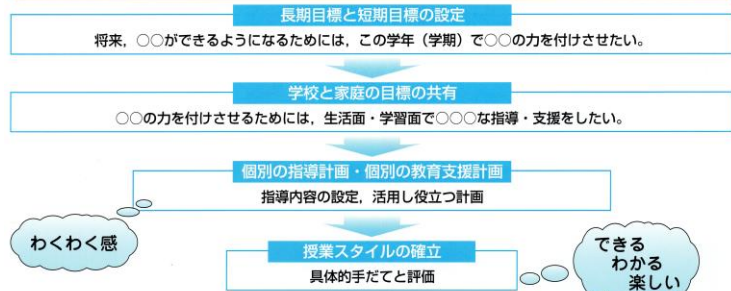 長期目標と短期目標の設定
将来，○○ができるようになるためには，この学年（学期）で○○の力を付けさせたい。
学校と家庭の目標の共有
○○の力を付けさせるためには，生活面・学習面で○○○な指導・支援をしたい。
個別の指導計画・個別の教育支援計画
指導内容の設定，活用し役立つ計画
わくわく感
授業スタイルの確立
具体的手だてと評価
できる
わかる
楽しい